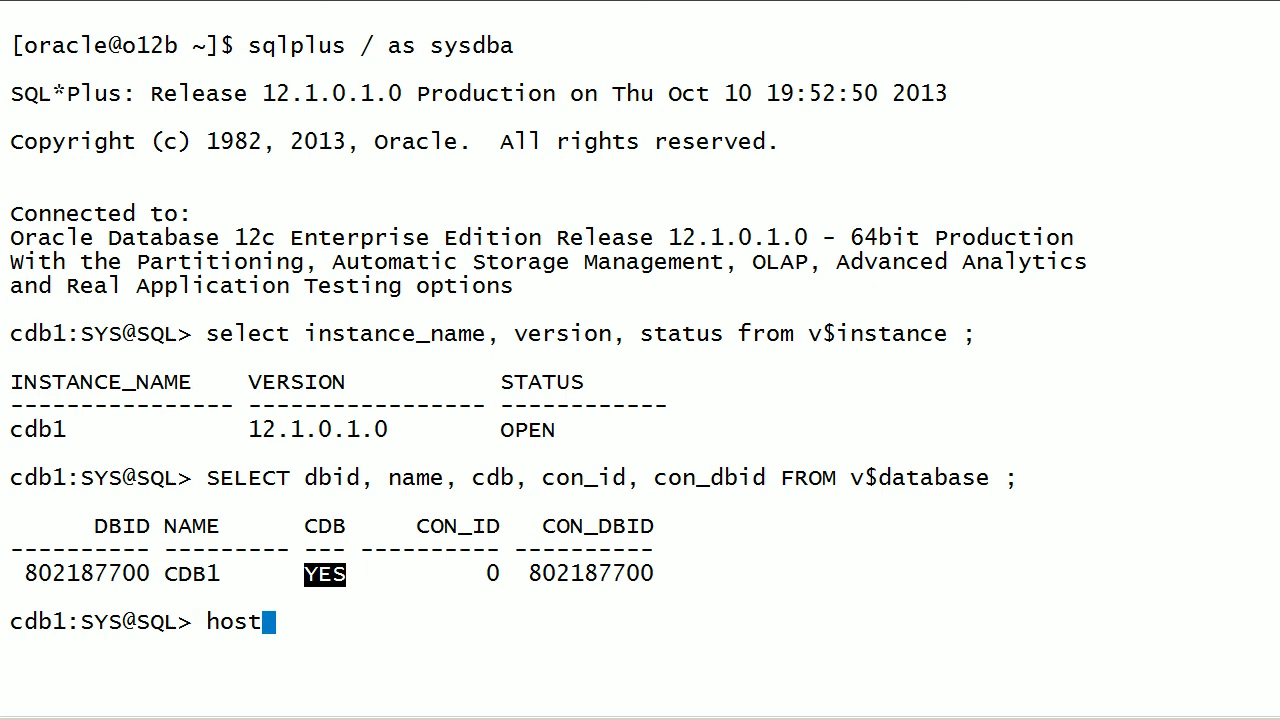 [oracle@o12b ~]$ sqlplus / as sysdba
SQL*Plus: Release 12.1.0.1.0 Production on Thu Oct 10 19:52:50 2013
Copyright (c) 1982, 2013, Oracle.  All rights reserved.
Connected to:
Oracle Database 12c Enterprise Edition Release 12.1.0.1.0 - 64bit Production
With the Partitioning, Automatic Storage Management, OLAP, Advanced Analytics
and Real Application Testing options
cdb1:SYS@SQL> select instance_name, version, status from v$instance ;
INSTANCE_NAME    VERSION           STATUS
---------------- ----------------- ------------
cdb1             12.1.0.1.0        OPEN
cdb1:SYS@SQL> SELECT dbid, name, cdb, con_id, con_dbid FROM v$database ;
      DBID NAME      CDB     CON_ID   CON_DBID
---------- --------- --- ---------- ----------
 802187700 CDB1      YES          0  802187700
cdb1:SYS@SQL> host